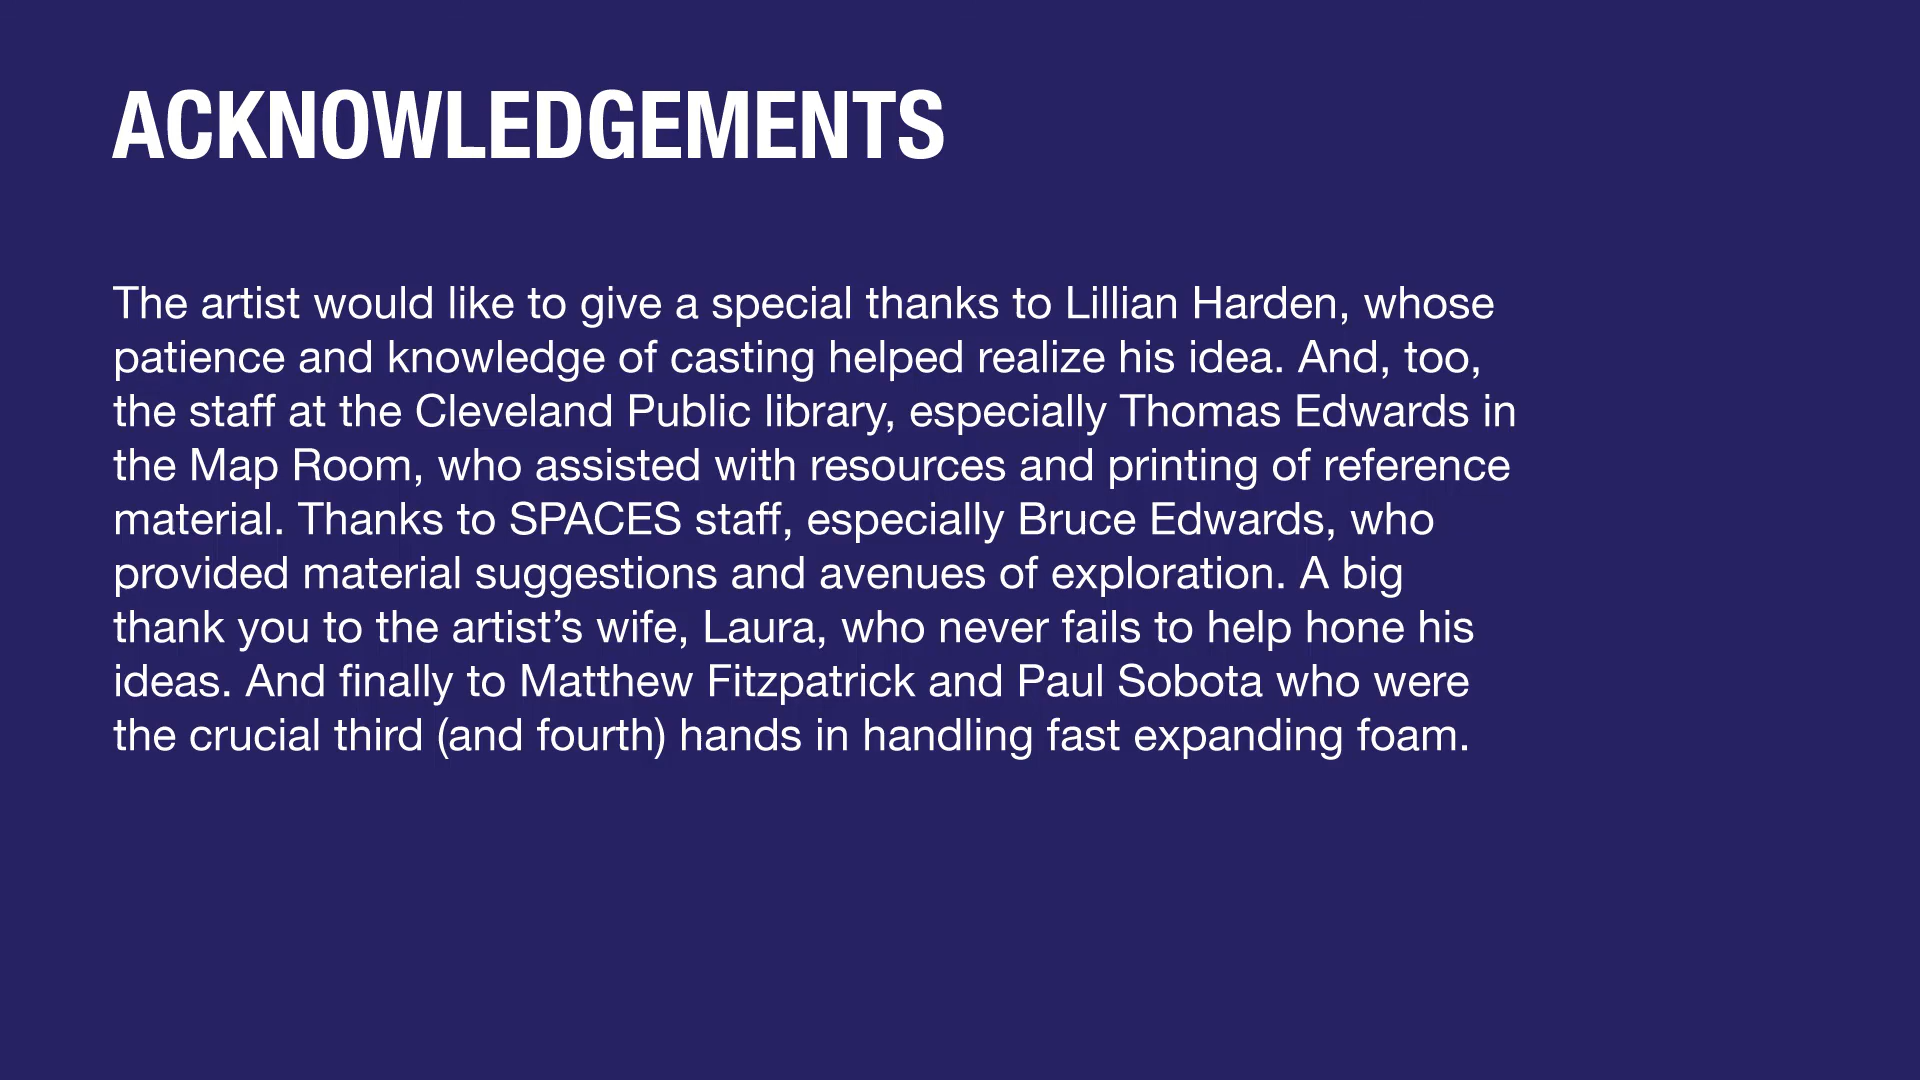 ACKNOWLEDGEMENTS
The artist would like to give a special thanks to Lillian Harden, whose
patience and knowledge of casting helped realize his idea. And, too,
the staff at the Cleveland Public library, especially Thomas Edwards in
the Map Room, who assisted with resources and printing of reference
material. Thanks to SPACES staff, especially Bruce Edwards, who
provided material suggestions and avenues of exploration. A big
thank you to the artist’s wife, Laura, who never fails to help hone his
ideas. And finally to Matthew Fitzpatrick and Paul Sobota who were
the crucial third (and fourth) hands in handling fast expanding foam.